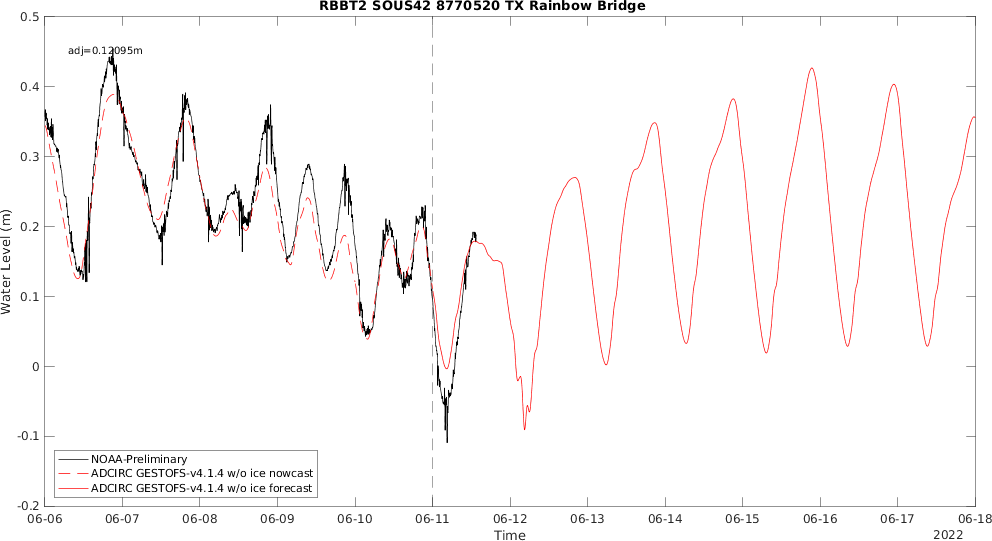 RBBT2 SOUS42 8770520 TX Rainbow Bridge
adj=0.12095m
Water Level (m)
0.5
0.4
0.3
0.2
0.1
0
-0.1
-0.2
NOAA-Preliminary
ADCIRC GESTOFS-v4.1.4 w/o ice nowcast
ADCIRC GESTOFS-v4.1.4 w/o ice forecast
06-06 06-07 06-08 06-09 06-10 06-11 06-12 06-13 06-14 06-15 06-16 06-17 06-18
Time
2022